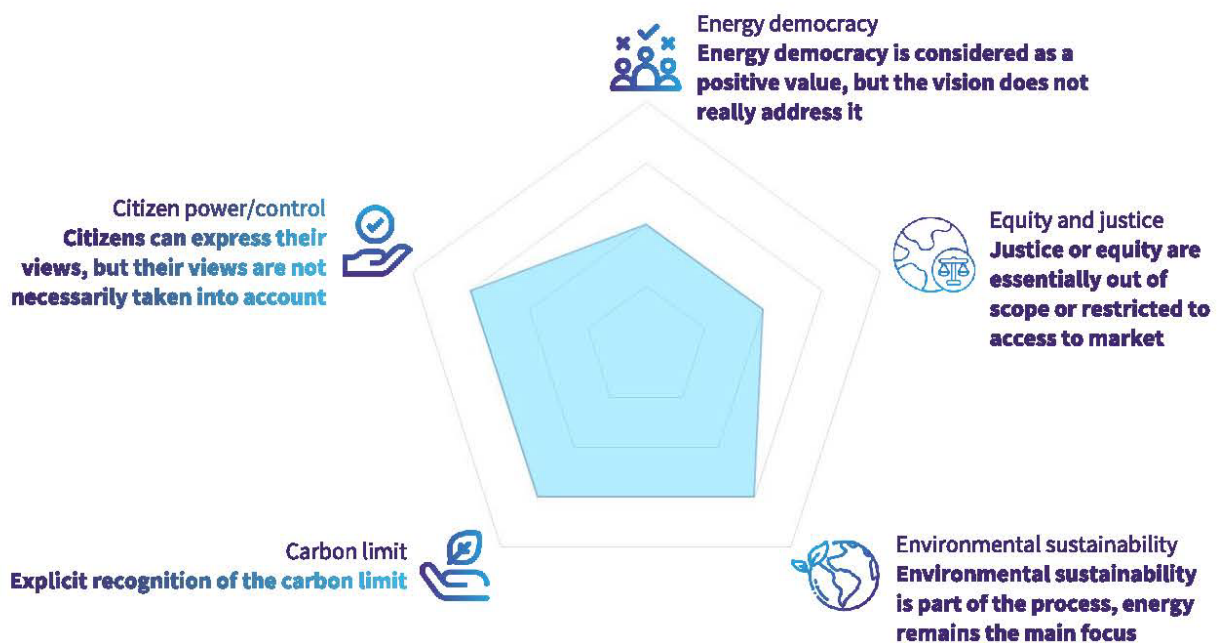 Energy democracy
Energy democracy is considered as a
positive value, but the vision does not
really address it
Citizen power/control
Citizens can express their
views, but their views are not
necessarily taken into account
Equity and justice
Justice or equity are
essentially out of
scope or restricted to
access to market
Carbon limit
Explicit recognition of the carbon limit
Environmental sustainability
Environmental sustainability
is part of the process, energy
remains the main focus